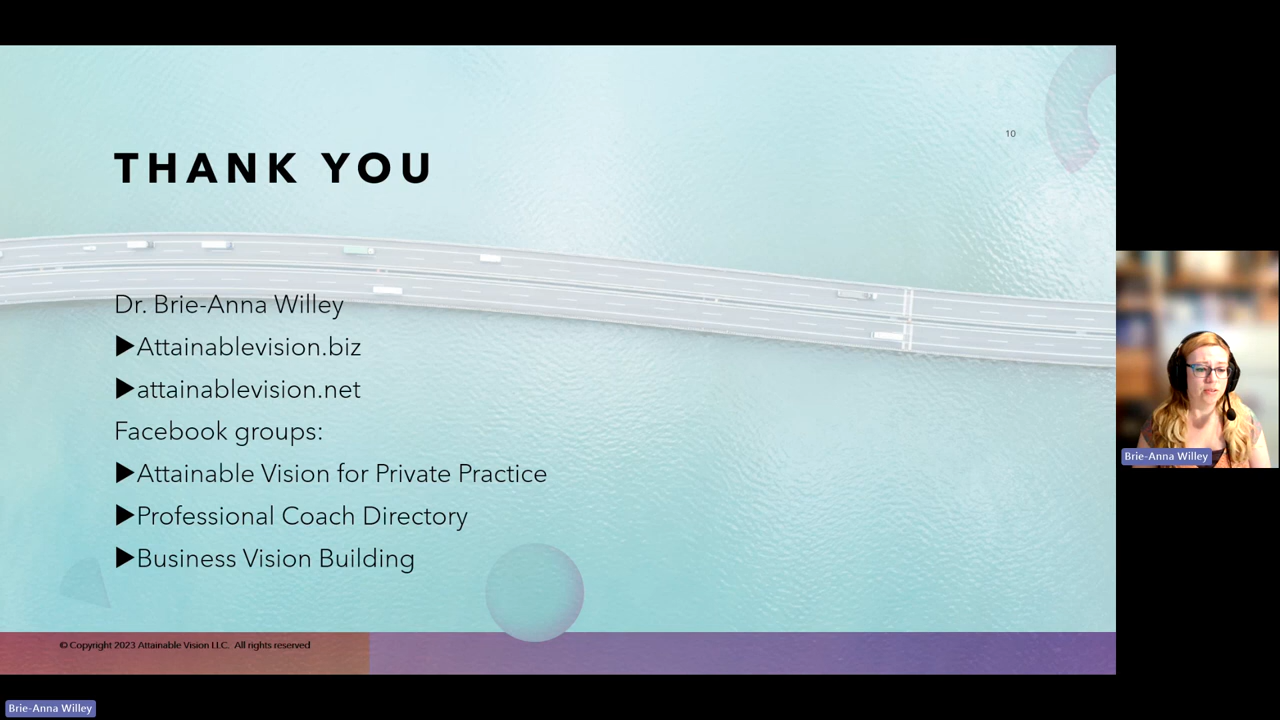 10
THANK YOU
Dr. Brie-Anna Willey
▶Attainablevision.biz
▶attainablevision.net
Facebook groups:
▶Attainable Vision for Private Practice
▶Professional Coach Directory
▶Business Vision Building
© Copyright 2023 Attainable Vision LLC. All rights reserved
Brie-Anna Willey
Brie-Anna Willey